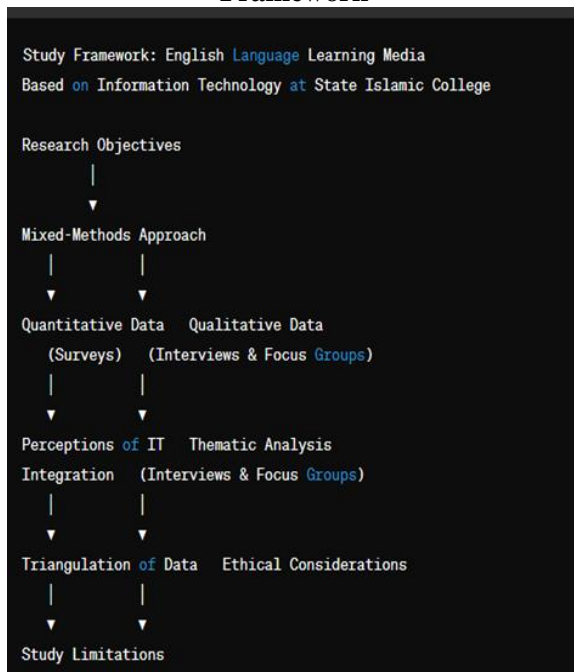 Study Framework: English Language Learning Media
Based on Information Technology at State Islamic College
Research Objectives
Mixed-Methods Approach
Quantitative Data Qualitative Data
(Surveys) (Interviews & Focus Groups)
Perceptions of IT Thematic Analysis
Integration (Interviews & Focus Groups)
Triangulation of Data Ethical Considerations
Study Limitations